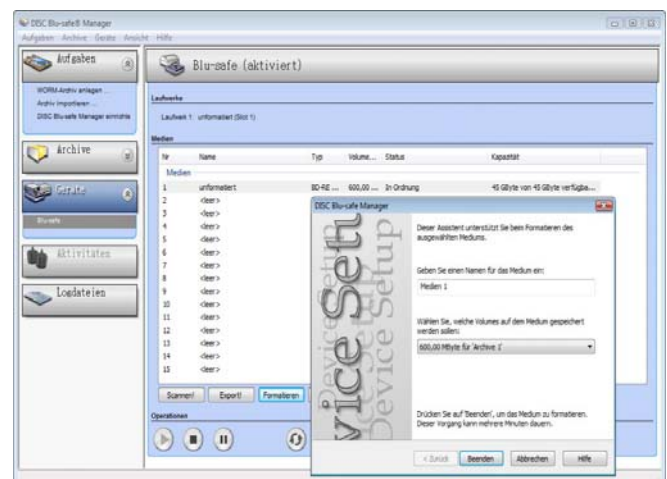 DISC Blu-safe® Manager
Aufgaben Archive Geräte Ansicht Hilfe
Aufgaben
WORM-Archiv anlegen ...
Archiv importieren ...
DISC Blu-safe Manager einrichte
Archive
Geräte
Blu-safe
Aktivitäten
Logdateien
Blu-safe (aktiviert)
Laufwerke
Laufwerk 1: unformatiert (Slot 1)
Medien
Nr Name Typ Volume... Status Kapazität
Medien
1 unformatiert BD-RE ... 600,00 ... In Ordnung 45 GByte von 45 GByte verfügba...
2 <leer>
3 <leer>
4 <leer>
5 <leer>
6 <leer>
7 <leer>
8 <leer>
9 <leer>
10 <leer>
11 <leer>
12 <leer>
13 <leer>
14 <leer>
15 <leer>
Scannen! Export! Formatieren
Operationen
DISC Blu-safe Manager
vice Setu
Device Setup
Dieser Assistent unterstützt Sie beim Formatieren des
ausgewählten Mediums.
Geben Sie einen Namen für das Medium ein:
Medien 1
Wählen Sie, welche Volumes auf dem Medium gespeichert
werden sollen:
600,00 MByte für 'Archive 1'
Drücken Sie auf 'Beenden', um das Medium zu formatieren.
Dieser Vorgang kann mehrere Minuten dauern.
< Zurück Beenden Abbrechen Hilfe